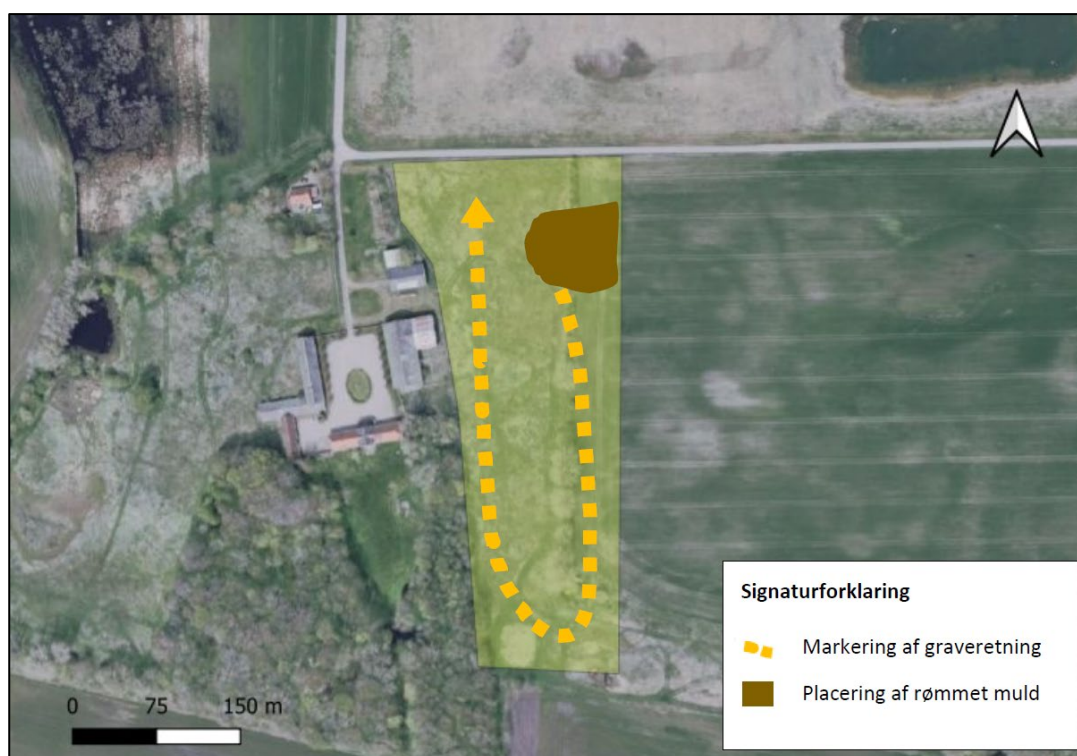 Signaturforklaring
Markering af graveretning
Placering af rømmet muld
0 75 150 m